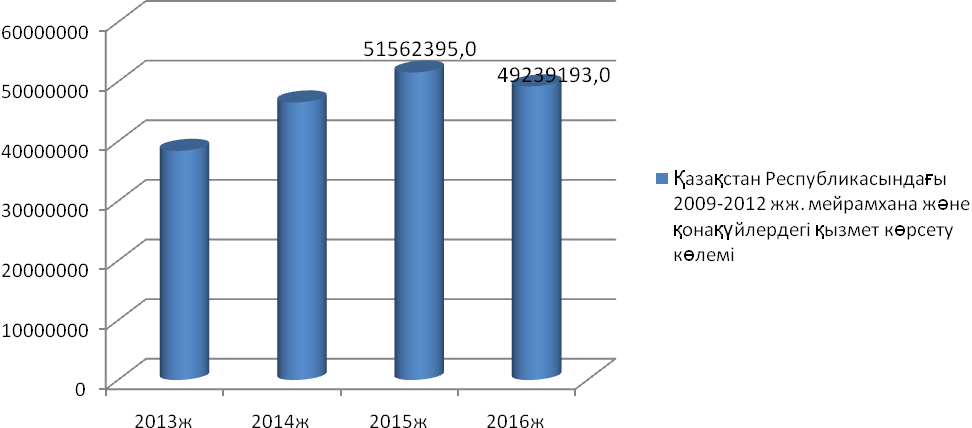 60000000
50000000
40000000
30000000
20000000
10000000
0
51562395,0
49239193,0
2013ж
2014ж
2015ж
2016ж
Қазақстан Республикасындағы
2009-2012 жж. мейрамхана және
қонақүйлердегі қызмет көрсету
көлемі